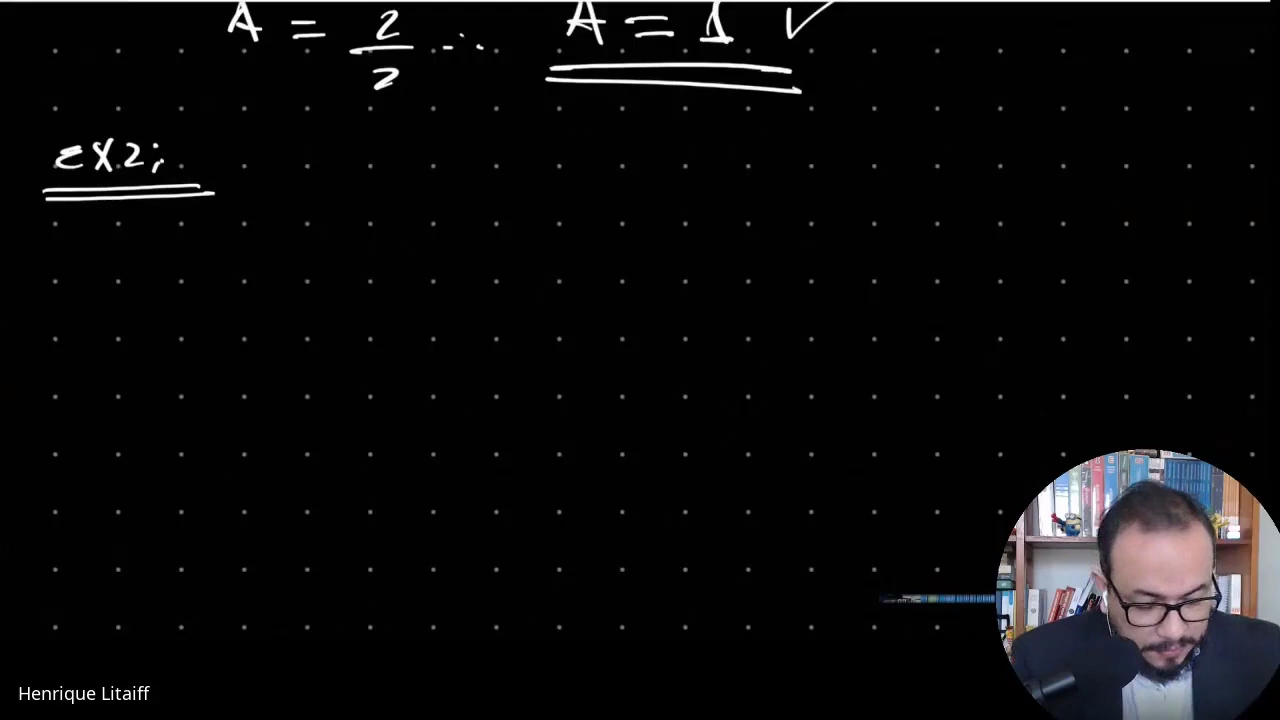 A = 2/2 ∴ A = 1 ✓
ex2:
Henrique Litaiff